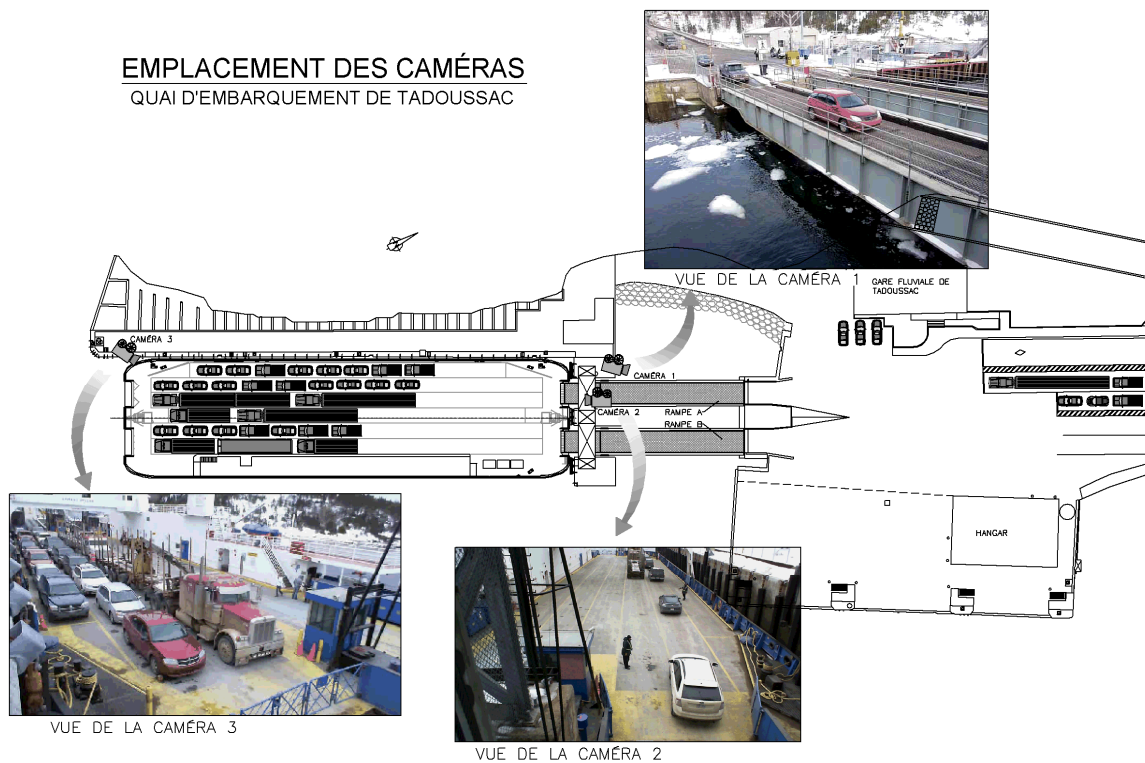 EMPLACEMENT DES CAMÉRAS
QUAI D'EMBARQUEMENT DE TADOUSSAC
VUE DE LA CAMÉRA 1
GARE FLUVIALE DE
TADOUSSAC
CAMÉRA 3
CAMÉRA 1
CAMÉRA 2
RAMPE A
RAMPE B
HANGAR
VUE DE LA CAMÉRA 3
VUE DE LA CAMÉRA 2